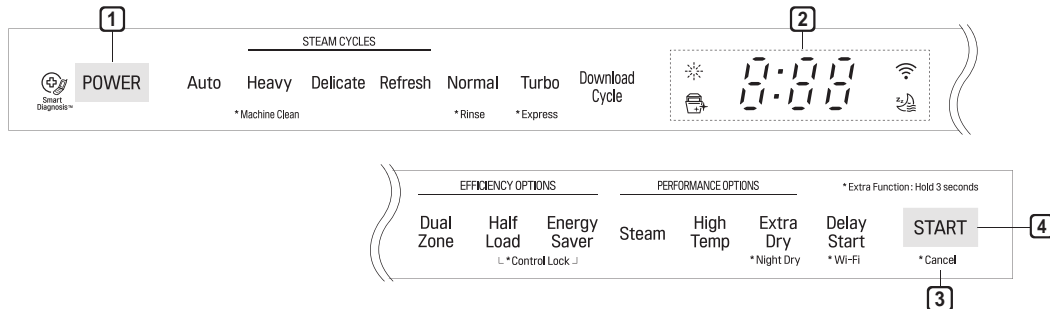 1
2
STEAM CYCLES
Smart
Diagnosis™
POWER
Auto
Heavy
Delicate
Refresh
Normal
Turbo
Download
Cycle
* Machine Clean
* Rinse
* Express
8:88
EFFICIENCY OPTIONS
PERFORMANCE OPTIONS
* Extra Function : Hold 3 seconds
Dual
Zone
Half
Load
Energy
Saver
* Control Lock
Steam
High
Temp
Extra
Dry
* Night Dry
Delay
Start
* Wi-Fi
START
* Cancel
4
3